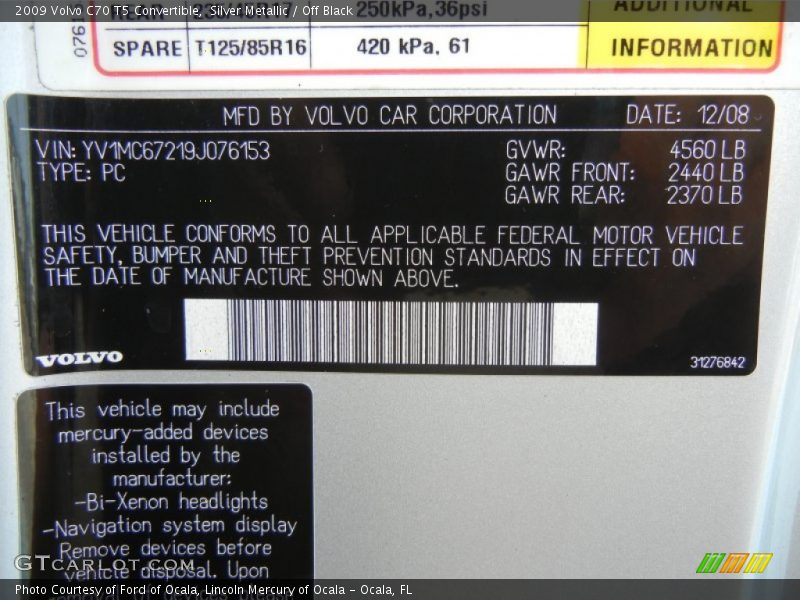 2009 Volvo C70 T5 Convertible, Silver Metallic / Off Black
250kPa,36psi
ADDITIONAL
SPARE T125/85R16 420 kPa, 61
INFORMATION
MFD BY VOLVO CAR CORPORATION DATE: 12/08
VIN: YV1MC67219J076153 GVWR: 4560 LB
TYPE: PC GAWR FRONT: 2440 LB
GAWR REAR: 2370 LB
THIS VEHICLE CONFORMS TO ALL APPLICABLE FEDERAL MOTOR VEHICLE
SAFETY, BUMPER AND THEFT PREVENTION STANDARDS IN EFFECT ON
THE DATE OF MANUFACTURE SHOWN ABOVE.
VOLVO
31276842
This vehicle may include
mercury-added devices
installed by the
manufacturer:
-Bi-Xenon headlights
-Navigation system display
Remove devices before
vehicle disposal. Upon
GTCARLOT.COM
Photo Courtesy of Ford of Ocala, Lincoln Mercury of Ocala - Ocala, FL